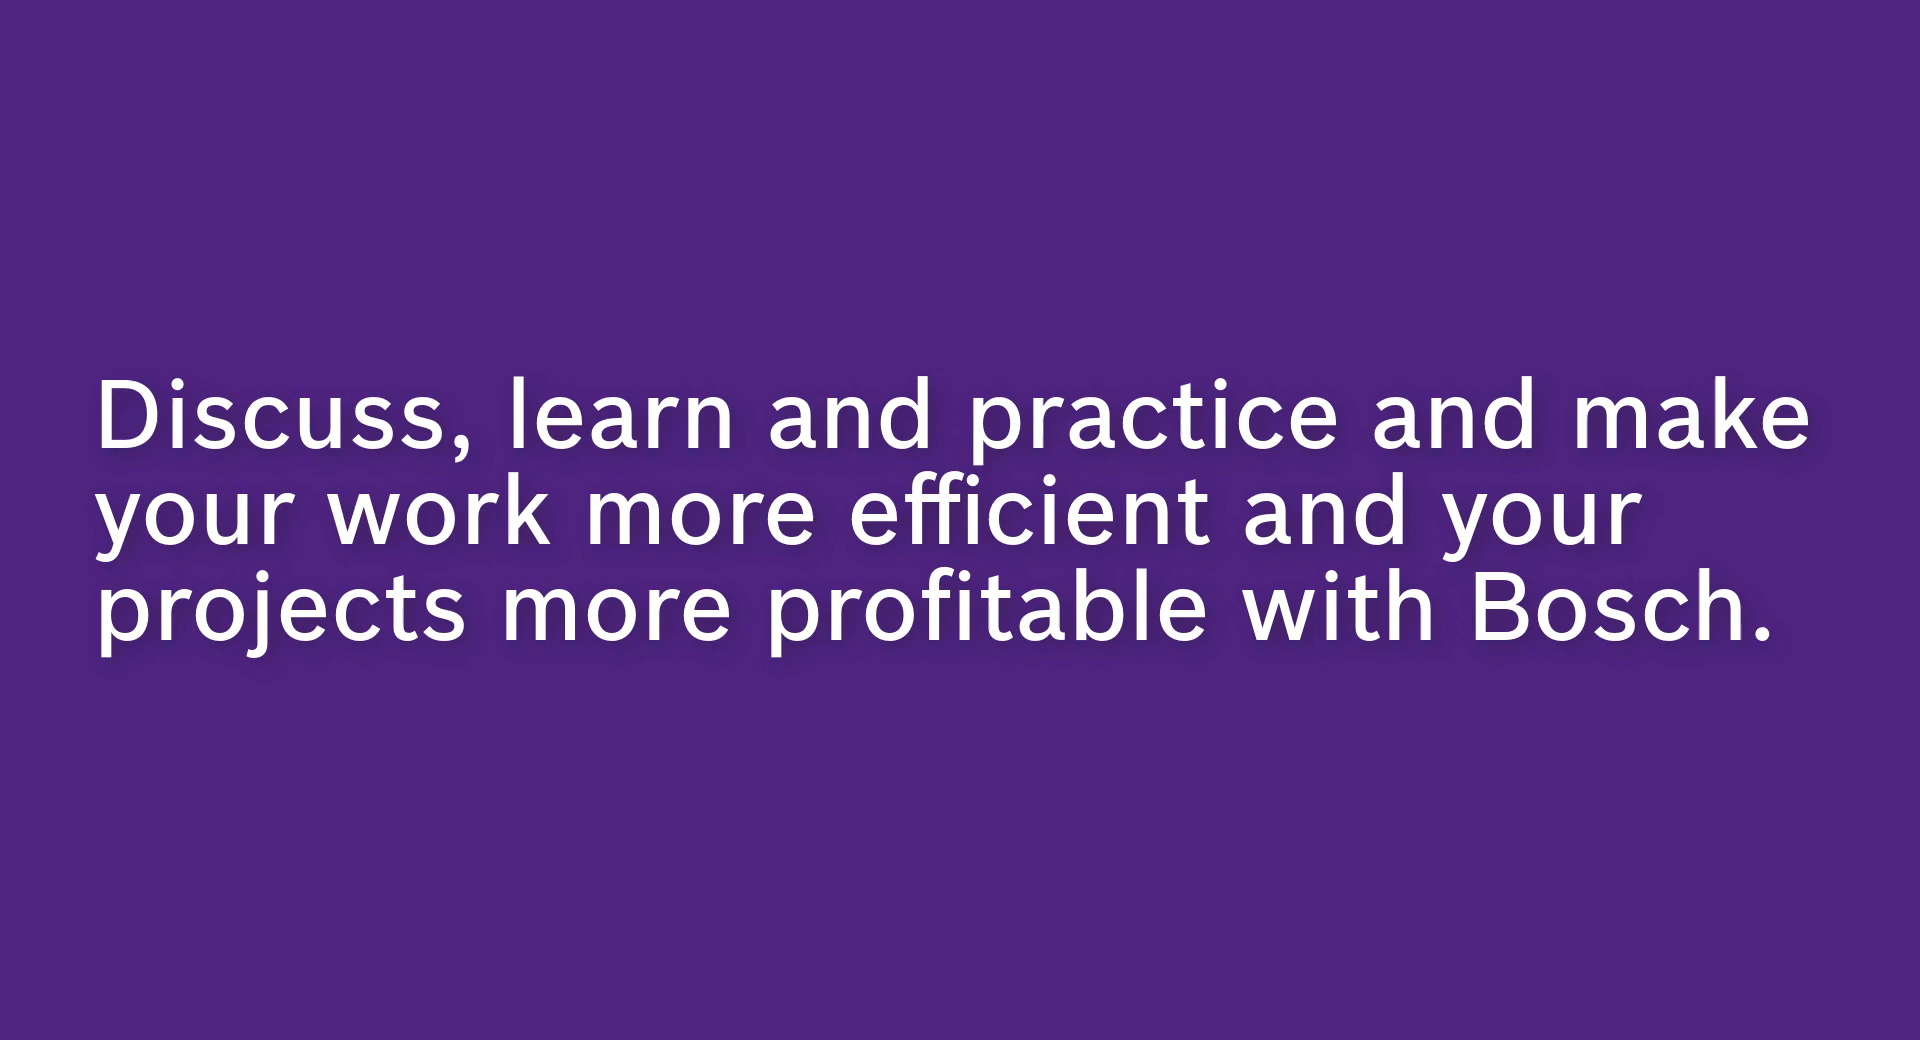 Discuss, learn and practice and make
your work more efficient and your
projects more profitable with Bosch.